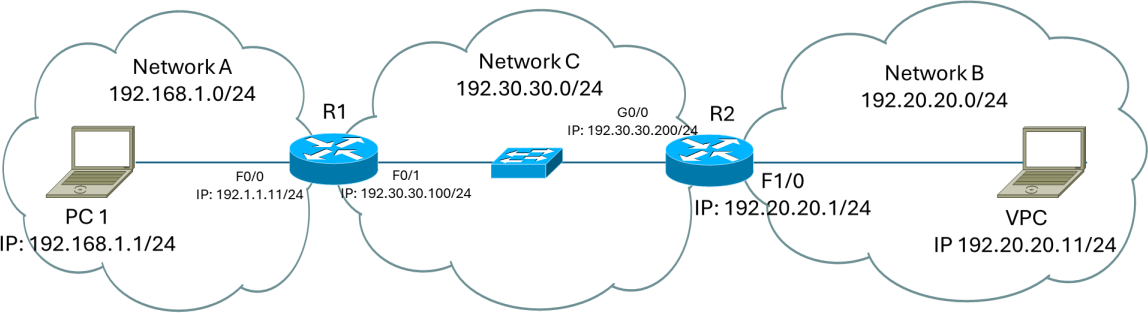 Network A
192.168.1.0/24
PC 1
IP: 192.168.1.1/24
R1
F0/0
IP: 192.1.1.11/24
F0/1
IP: 192.30.30.100/24
Network C
192.30.30.0/24
G0/0
IP: 192.30.30.200/24
R2
F1/0
IP: 192.20.20.1/24
Network B
192.20.20.0/24
VPC
IP 192.20.20.11/24